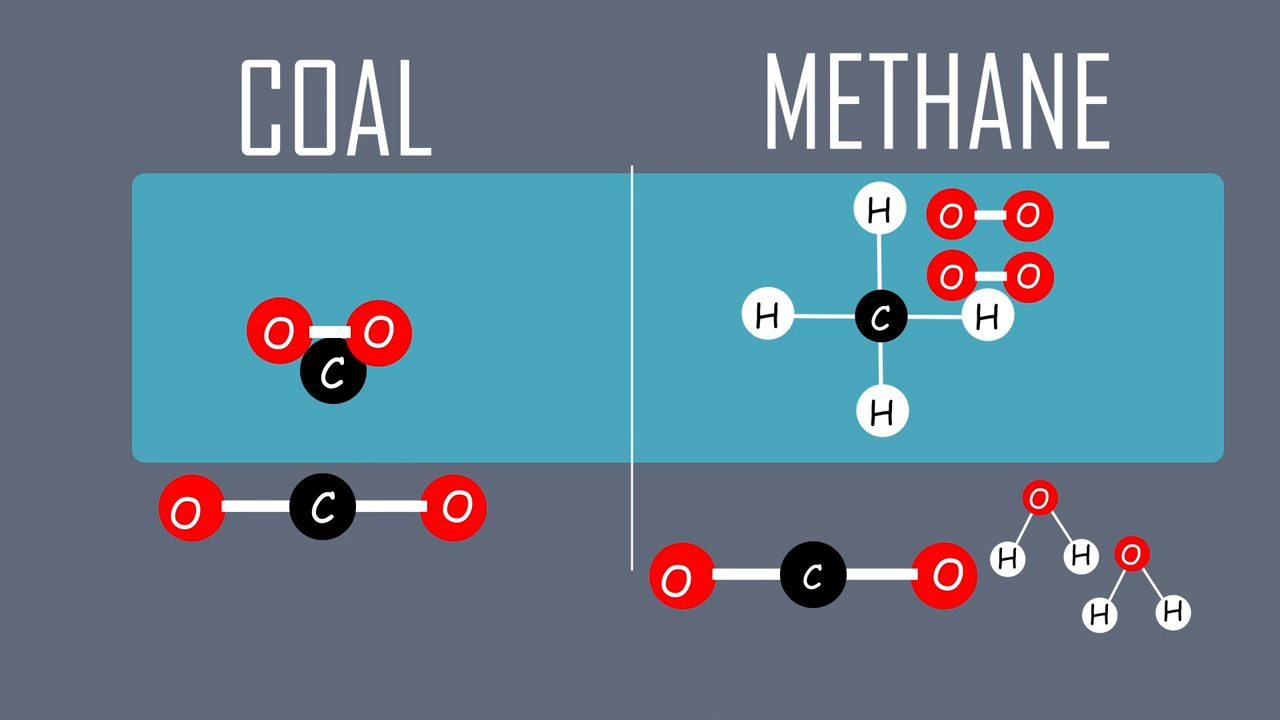 COAL
METHANE
H O O
O O
H C H
O O
C
H
O C O
O
H H O
O C O
H H